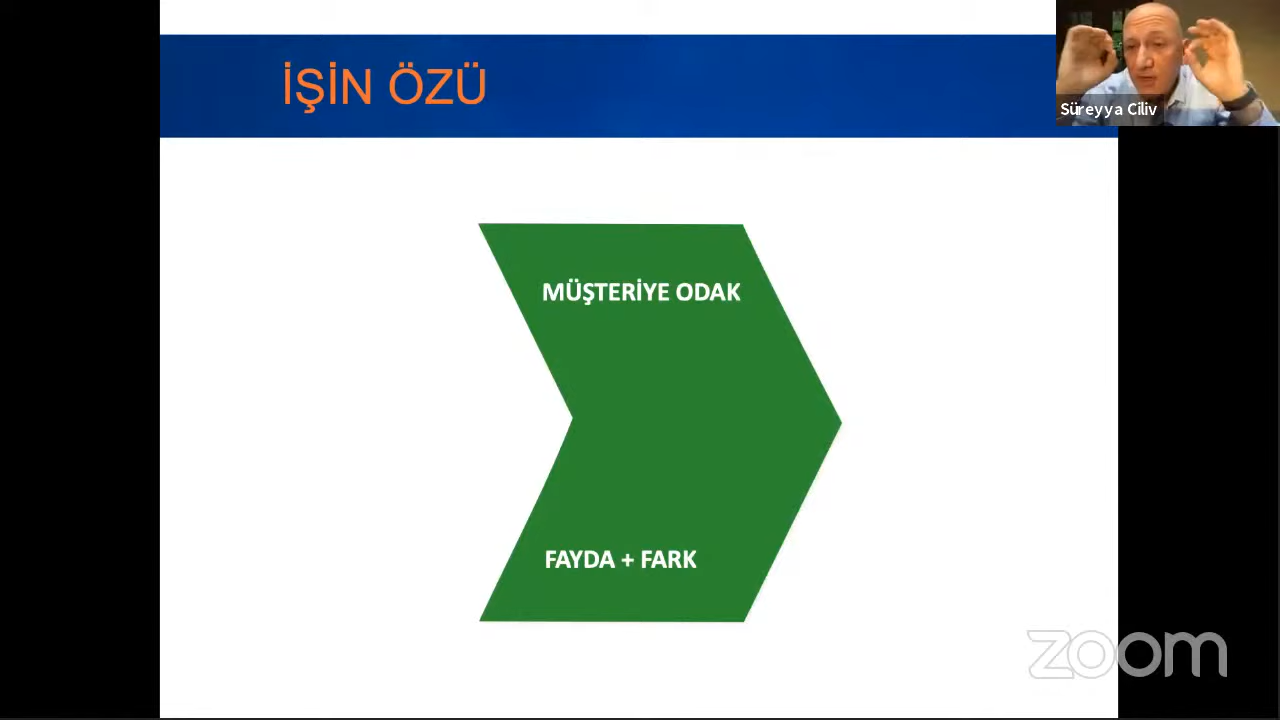 İŞİN ÖZÜ
Süreyya Ciliv
MÜŞTERİYE ODAK
FAYDA + FARK
zoom